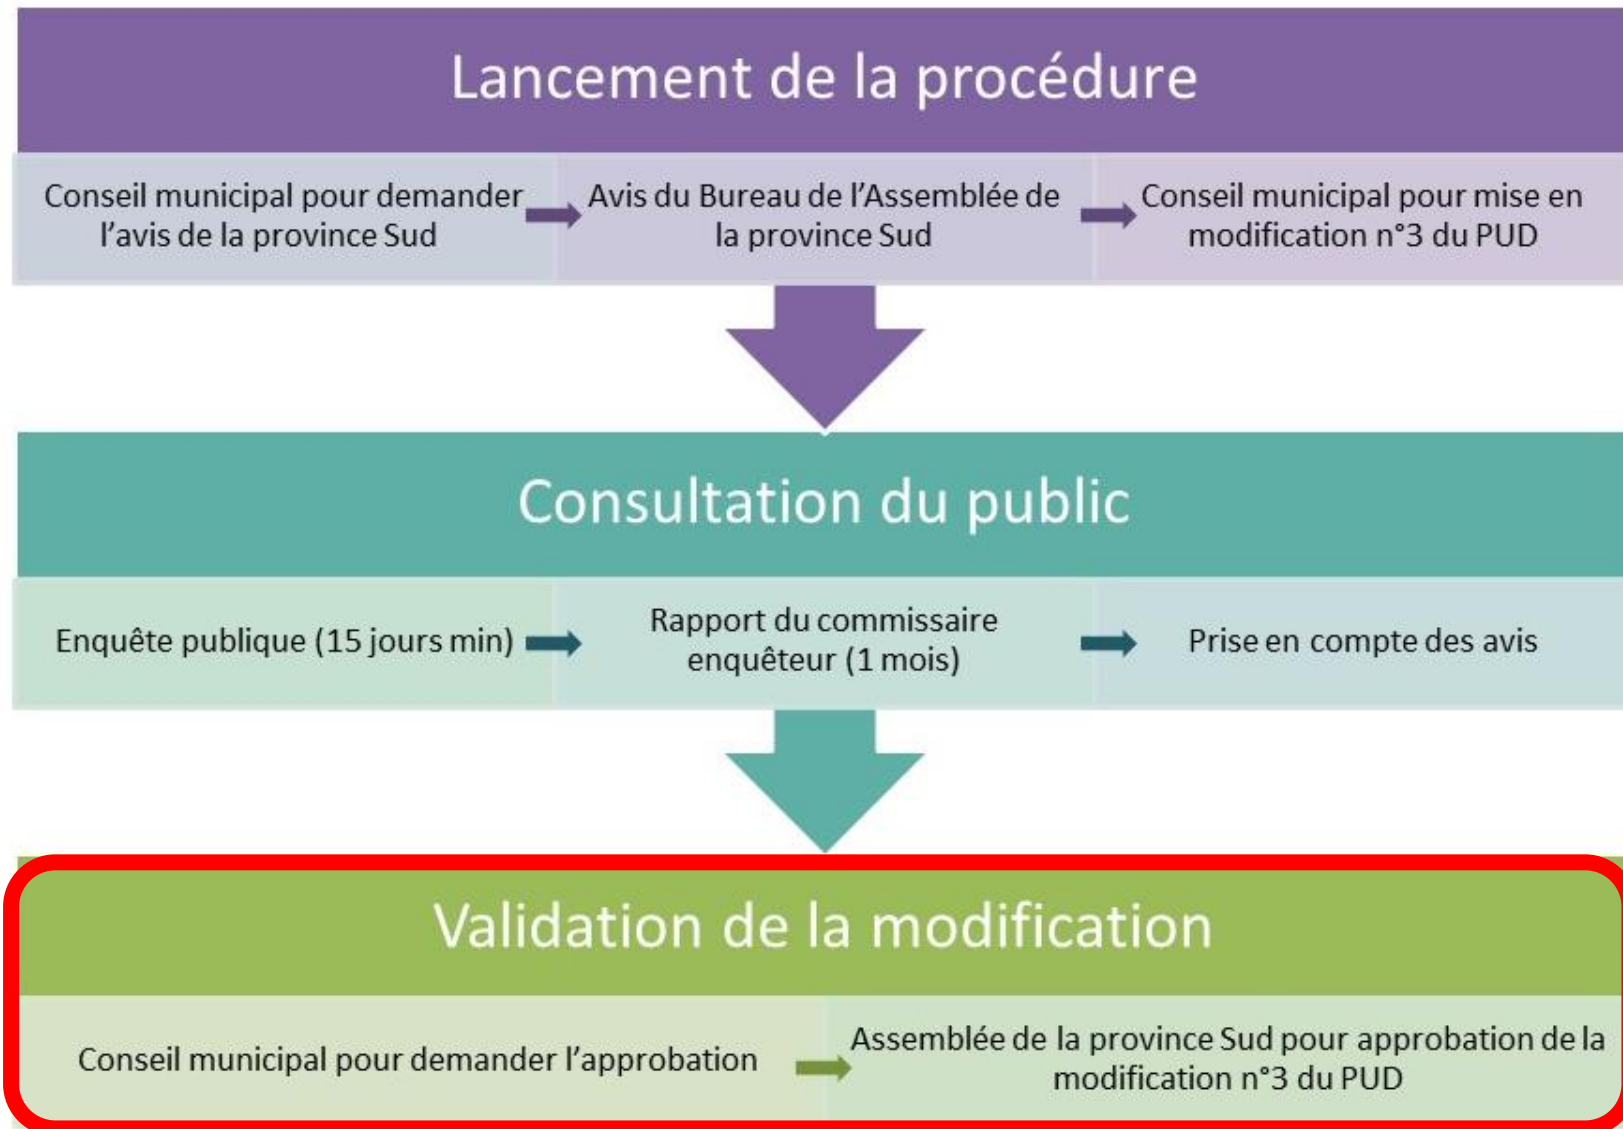 Lancement de la procédure
Conseil municipal pour demander
l'avis de la province Sud
Avis du Bureau de l'Assemblée de
la province Sud
Conseil municipal pour mise en
modification n°3 du PUD
Consultation du public
Enquête publique (15 jours min)
Rapport du commissaire
enquêteur (1 mois)
Prise en compte des avis
Validation de la modification
Conseil municipal pour demander l'approbation
Assemblée de la province Sud pour approbation de la
modification n°3 du PUD